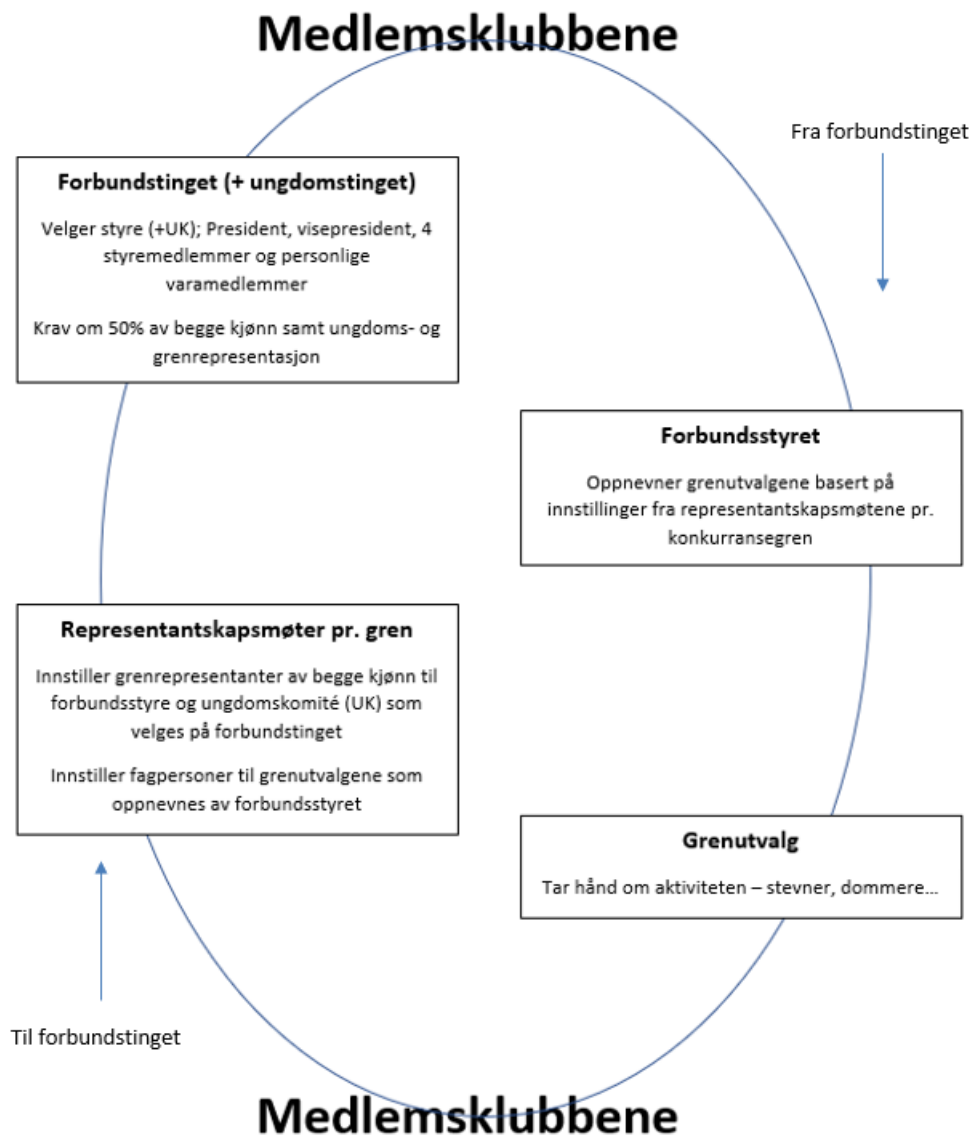 Medlemsklubbene
Fra forbundstinget
Forbundstinget (+ ungdomstinget)
Velger styre (+UK); President, visepresident, 4
styremedlemmer og personlige
varamedlemmer
Krav om 50% av begge kjønn samt ungdoms- og
grenrepresentasjon
Forbundsstyret
Oppnevner grenutvalgene basert på
innstillinger fra representantskapsmøtene pr.
konkurransegren
Representantskapsmøter pr. gren
Innstiller grenrepresentanter av begge kjønn til
forbundsstyre og ungdomskomité (UK) som
velges på forbundstinget
Innstiller fagpersoner til grenutvalgene som
oppnevnes av forbundsstyret
Grenutvalg
Tar hånd om aktiviteten – stevner, dommere…
Til forbundstinget
Medlemsklubbene